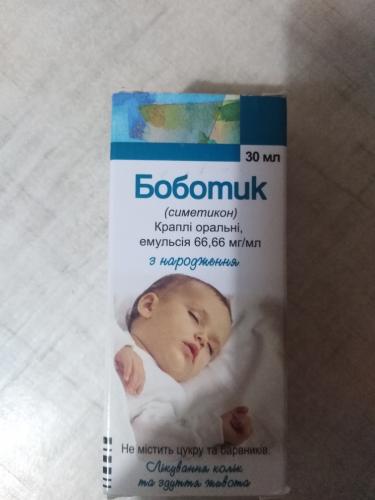 30 мл
Боботик
(симетикон)
Краплі оральні,
емульсія 66,66 мг/мл
з народження
Не містить цукру та барвників.
Лікування колік
та здуття живота